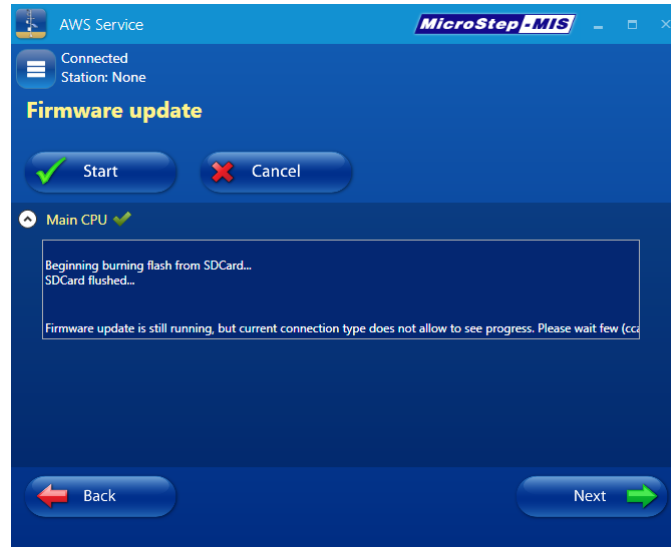 AWS Service
MicroStep-MIS
Connected
Station: None
Firmware update
Start
Cancel
Main CPU
Beginning burning flash from SDCard...
SDCard flushed...
Firmware update is still running, but current connection type does not allow to see progress. Please wait few (cca
Back
Next